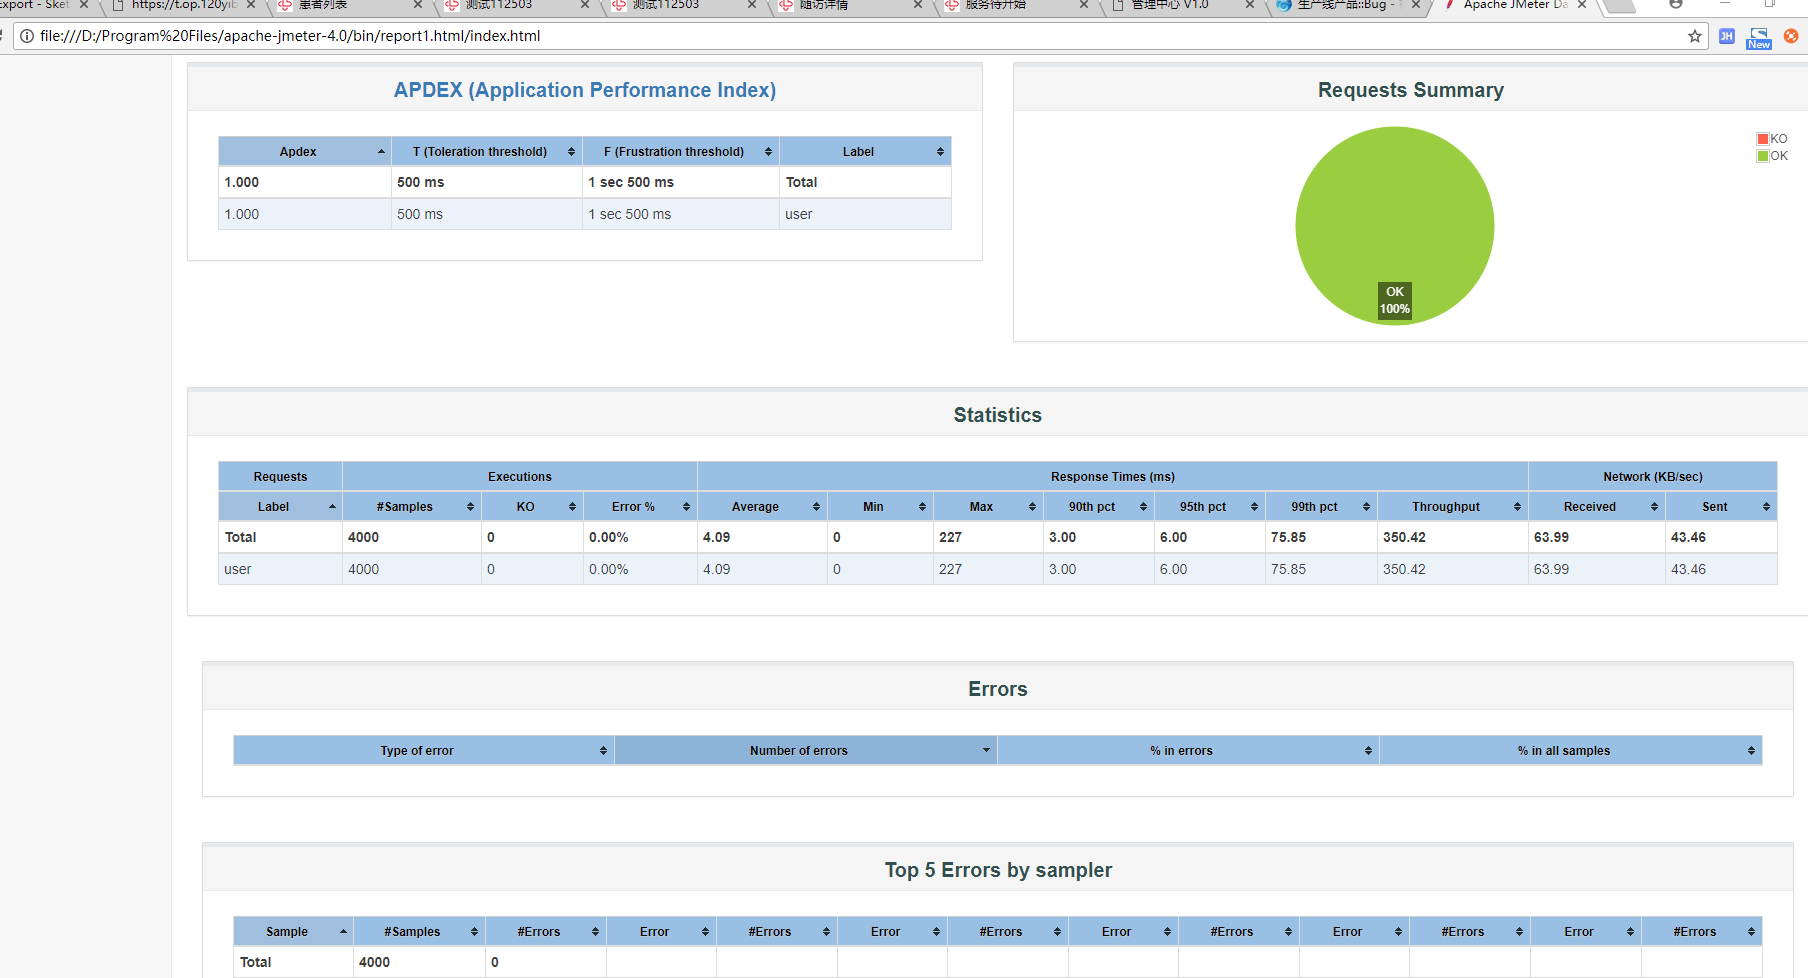 Export - Sket
https://t.op.120yib
患者列表
测试112503
测试112503
随访详情
服务待开始
管理中心 V1.0
生产线产品::Bug -
Apache JMeter Da
file:///D:/Program%20Files/apache-jmeter-4.0/bin/report1.html/index.html
JH
New
APDEX (Application Performance Index)
Apdex T (Toleration threshold) F (Frustration threshold) Label
1.000 500 ms 1 sec 500 ms Total
1.000 500 ms 1 sec 500 ms user
Requests Summary
KO
OK
OK
100%
Statistics
Requests Executions Response Times (ms) Network (KB/sec)
Label #Samples KO Error % Average Min Max 90th pct 95th pct 99th pct Throughput Received Sent
Total 4000 0 0.00% 4.09 0 227 3.00 6.00 75.85 350.42 63.99 43.46
user 4000 0 0.00% 4.09 0 227 3.00 6.00 75.85 350.42 63.99 43.46
Errors
Type of error Number of errors % in errors % in all samples
Top 5 Errors by sampler
Sample #Samples #Errors Error #Errors Error #Errors Error #Errors Error #Errors Error #Errors
Total 4000 0